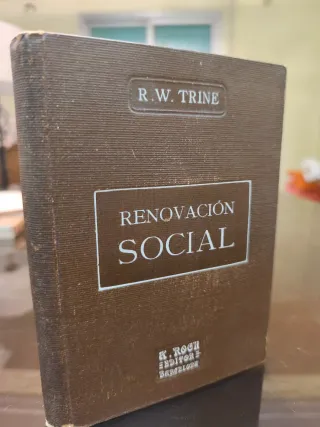 R.W. TRINE
RENOVACIÓN
SOCIAL
A. ROCH
EDITOR
BARCELONA